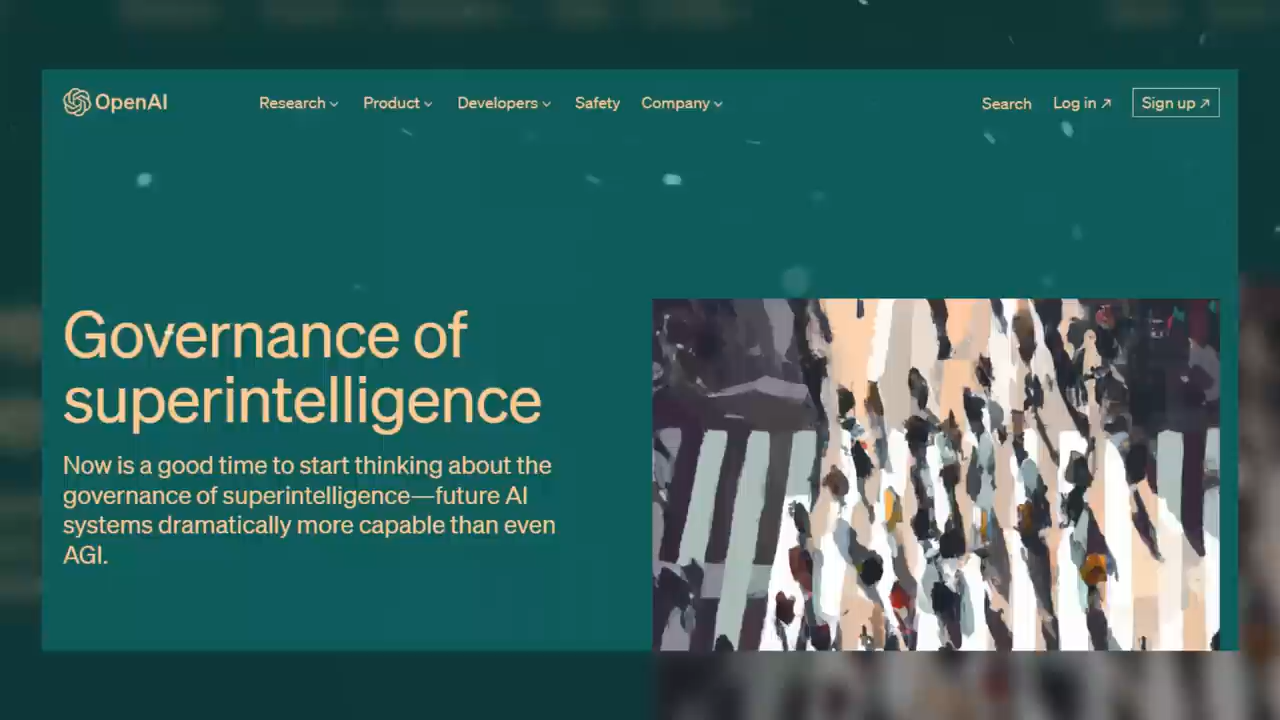 OpenAI
Research Product Developers Safety Company
Search Log in Sign up
Governance of
superintelligence
Now is a good time to start thinking about the
governance of superintelligence—future AI
systems dramatically more capable than even
AGI.